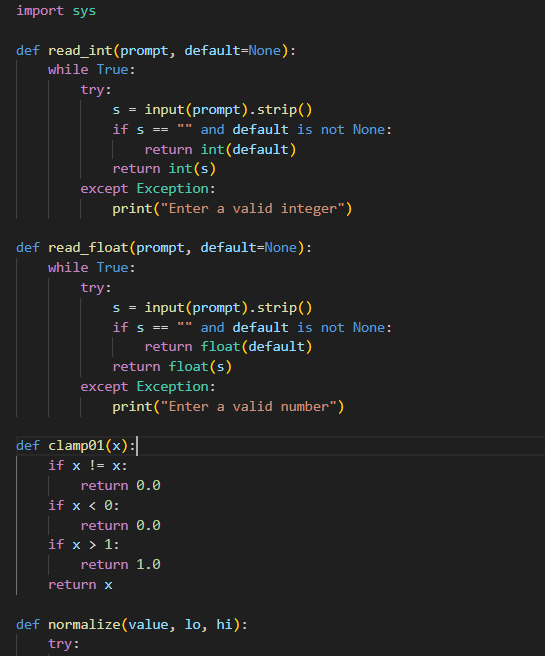 import sys
def read_int(prompt, default=None):
    while True:
        try:
            s = input(prompt).strip()
            if s == "" and default is not None:
                return int(default)
            return int(s)
        except Exception:
            print("Enter a valid integer")
def read_float(prompt, default=None):
    while True:
        try:
            s = input(prompt).strip()
            if s == "" and default is not None:
                return float(default)
            return float(s)
        except Exception:
            print("Enter a valid number")
def clamp01(x):
    if x != x:
        return 0.0
    if x < 0:
        return 0.0
    if x > 1:
        return 1.0
    return x
def normalize(value, lo, hi):
    try: